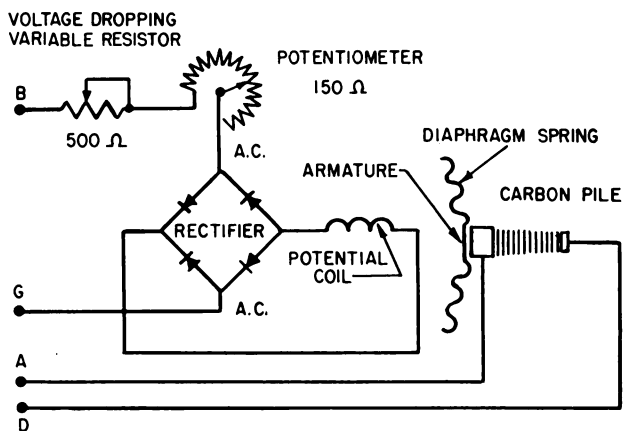 VOLTAGE DROPPING
VARIABLE RESISTOR
POTENTIOMETER
150 Ω
B
500 Ω
A.C.
DIAPHRAGM SPRING
ARMATURE
CARBON PILE
RECTIFIER
POTENTIAL
COIL
G
A.C.
A
D